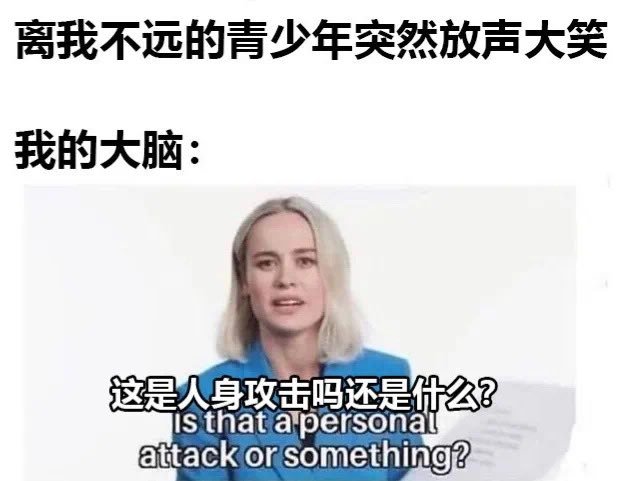 离我不远的青少年突然放声大笑
我的大脑：
这是人身攻击吗还是什么?
Is that a personal
attack or something?